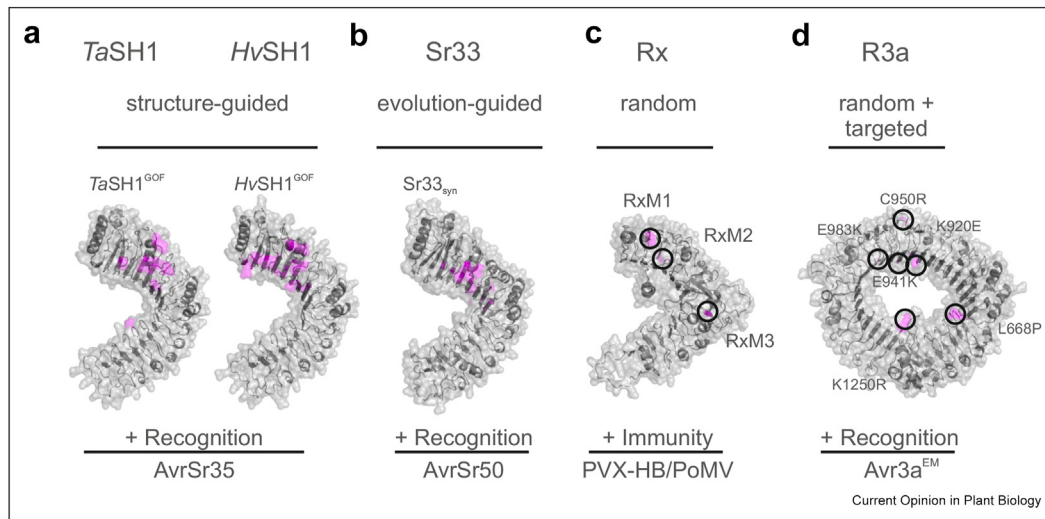 a
TaSH1
HvSH1
structure-guided
TaSH1GOF
HvSH1GOF
+ Recognition
AvrSr35
b
Sr33
evolution-guided
Sr33syn
+ Recognition
AvrSr50
c
Rx
random
RxM1
RxM2
RxM3
+ Immunity
PVX-HB/PoMV
d
R3a
random +
targeted
C950R
E983K
K920E
E941K
L668P
K1250R
+ Recognition
Avr3aEM
Current Opinion in Plant Biology